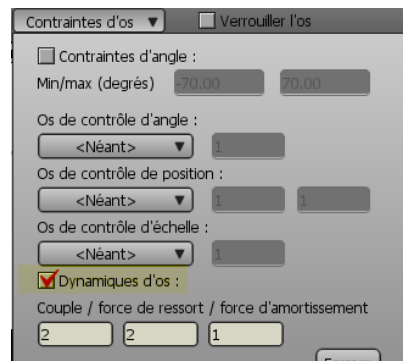 Contraintes d'os ▼ Verrouiller l'os
Contraintes d'angle :
Min/max (degrés) -70.00 70.00
Os de contrôle d'angle :
<Néant> ▼ 1
Os de contrôle de position :
<Néant> ▼ 1 1
Os de contrôle d'échelle :
<Néant> ▼ 1
Dynamiques d'os :
Couple / force de ressort / force d'amortissement
2 2 1